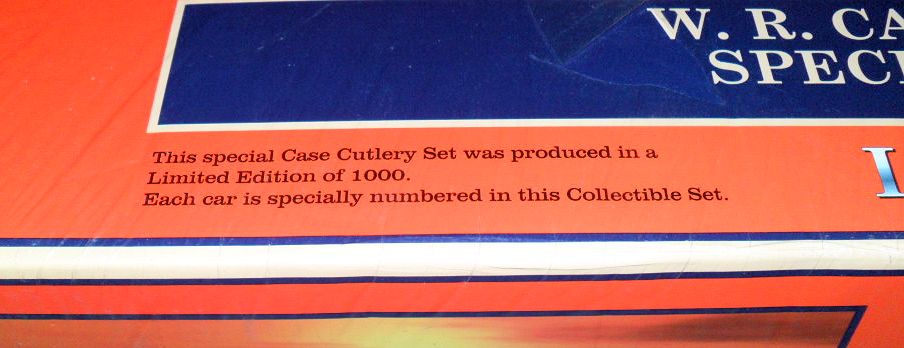 W. R. CA
SPECI
This special Case Cutlery Set was produced in a
Limited Edition of 1000.
Each car is specially numbered in this Collectible Set.
L